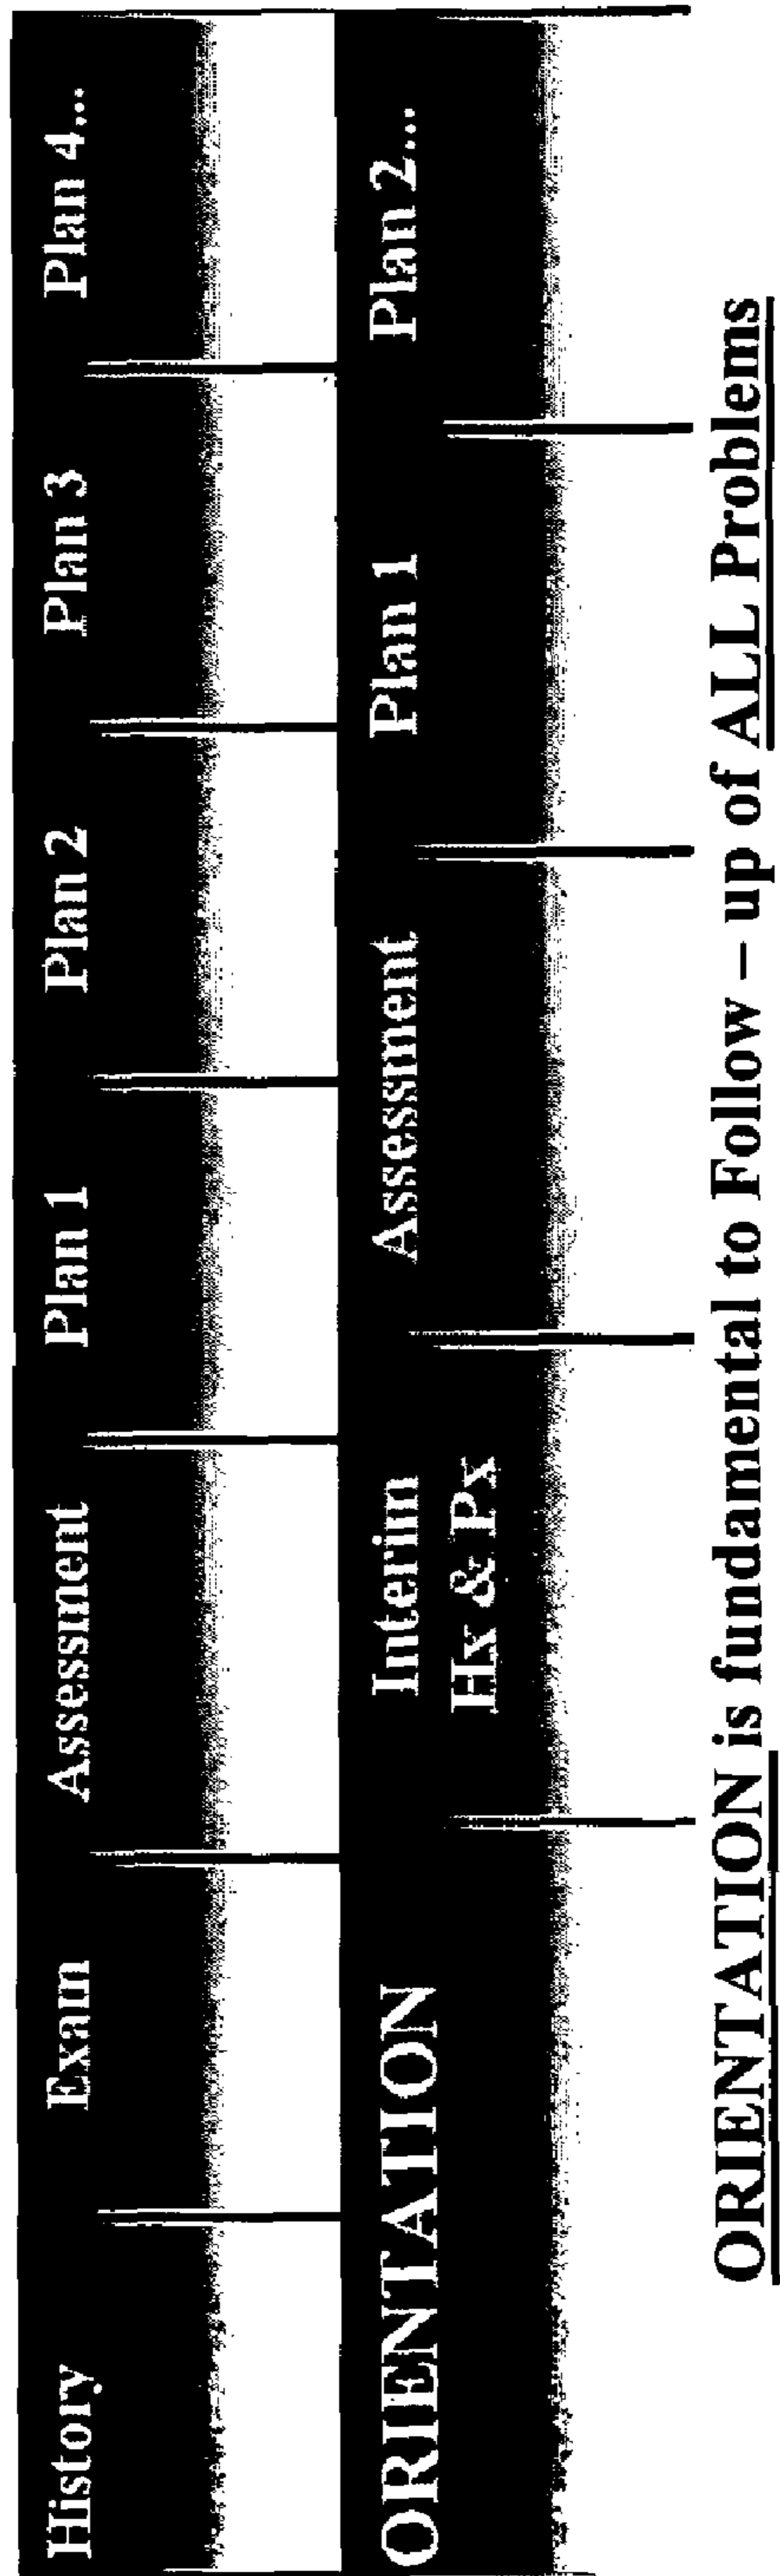 History Exam Assessment Plan 1 Plan 2 Plan 3 Plan 4...
ORIENTATION Interim Assessment Plan 1 Plan 2...
Hx & Px
ORIENTATION is fundamental to Follow – up of ALL Problems